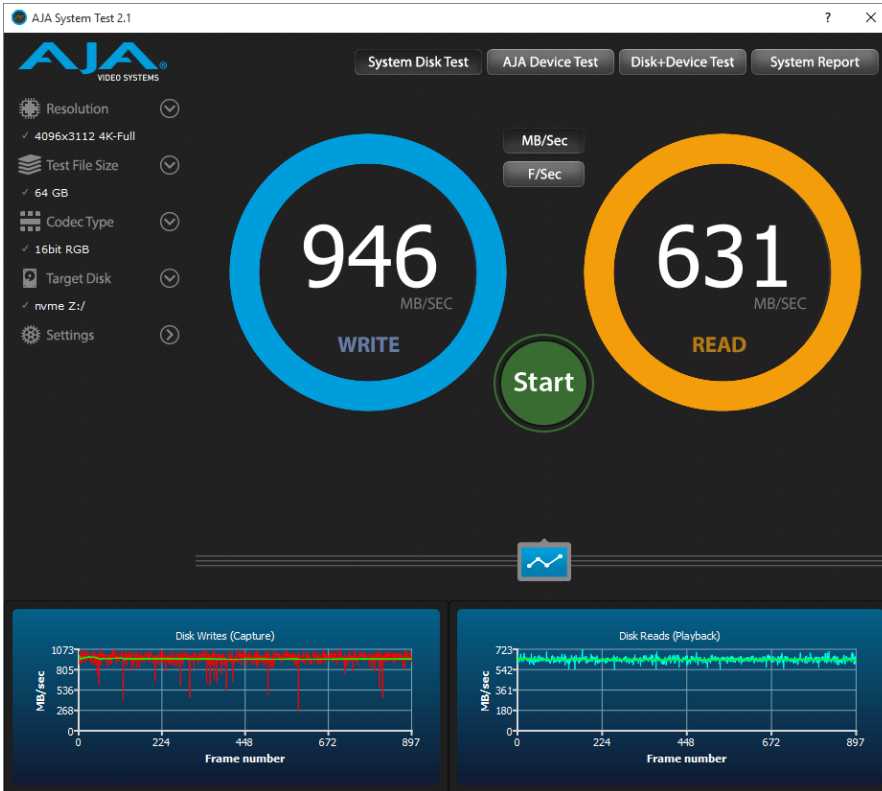 AJA System Test 2.1
? ×
AJA
VIDEO SYSTEMS
System Disk Test AJA Device Test Disk+Device Test System Report
Resolution
✓ 4096x3112 4K-Full
Test File Size
✓ 64 GB
Codec Type
✓ 16bit RGB
Target Disk
✓ nvme Z:/
Settings
MB/Sec
F/Sec
946
MB/SEC
WRITE
631
MB/SEC
READ
Start
Disk Writes (Capture)
1073
805
536
268
0
MB/sec
0 224 448 672 897
Frame number
Disk Reads (Playback)
723
542
361
180
0
MB/sec
0 224 448 672 897
Frame number